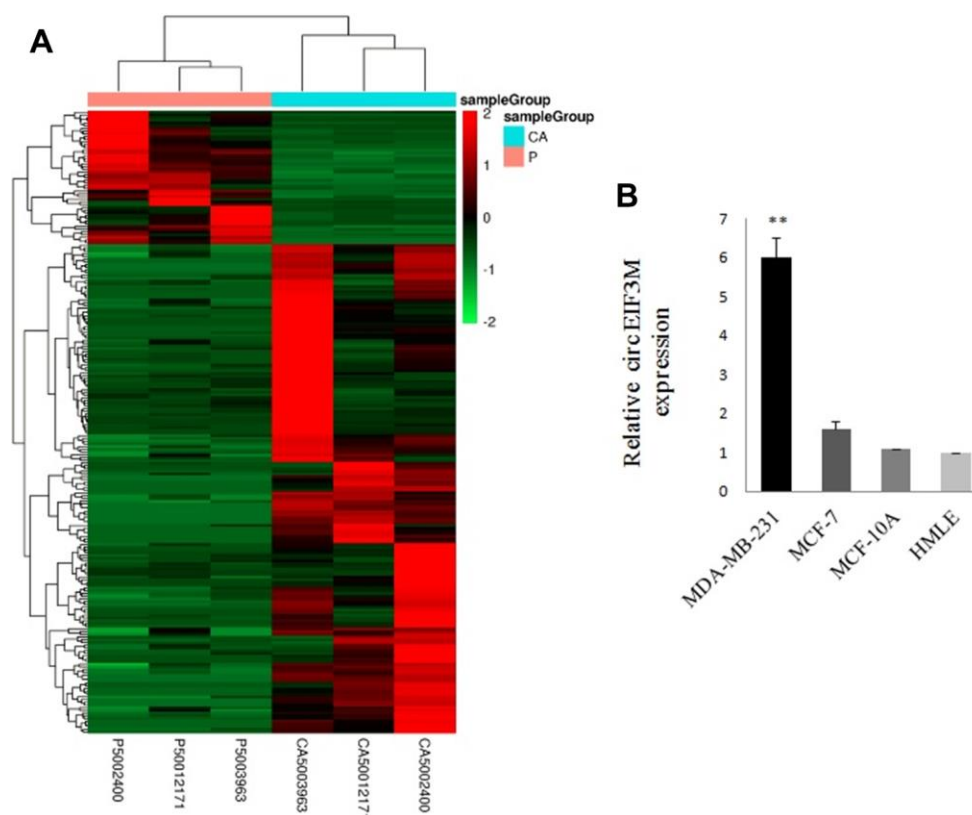 A
sampleGroup
2
1
0
-1
-2
sampleGroup
CA
P
P5002400
P50012171
P5003963
CA5003963
CA5001217
CA5002400
B
Relative circEIF3M
expression
7
6
5
4
3
2
1
0
**
MDA-MB-231
MCF-7
MCF-10A
HMLE